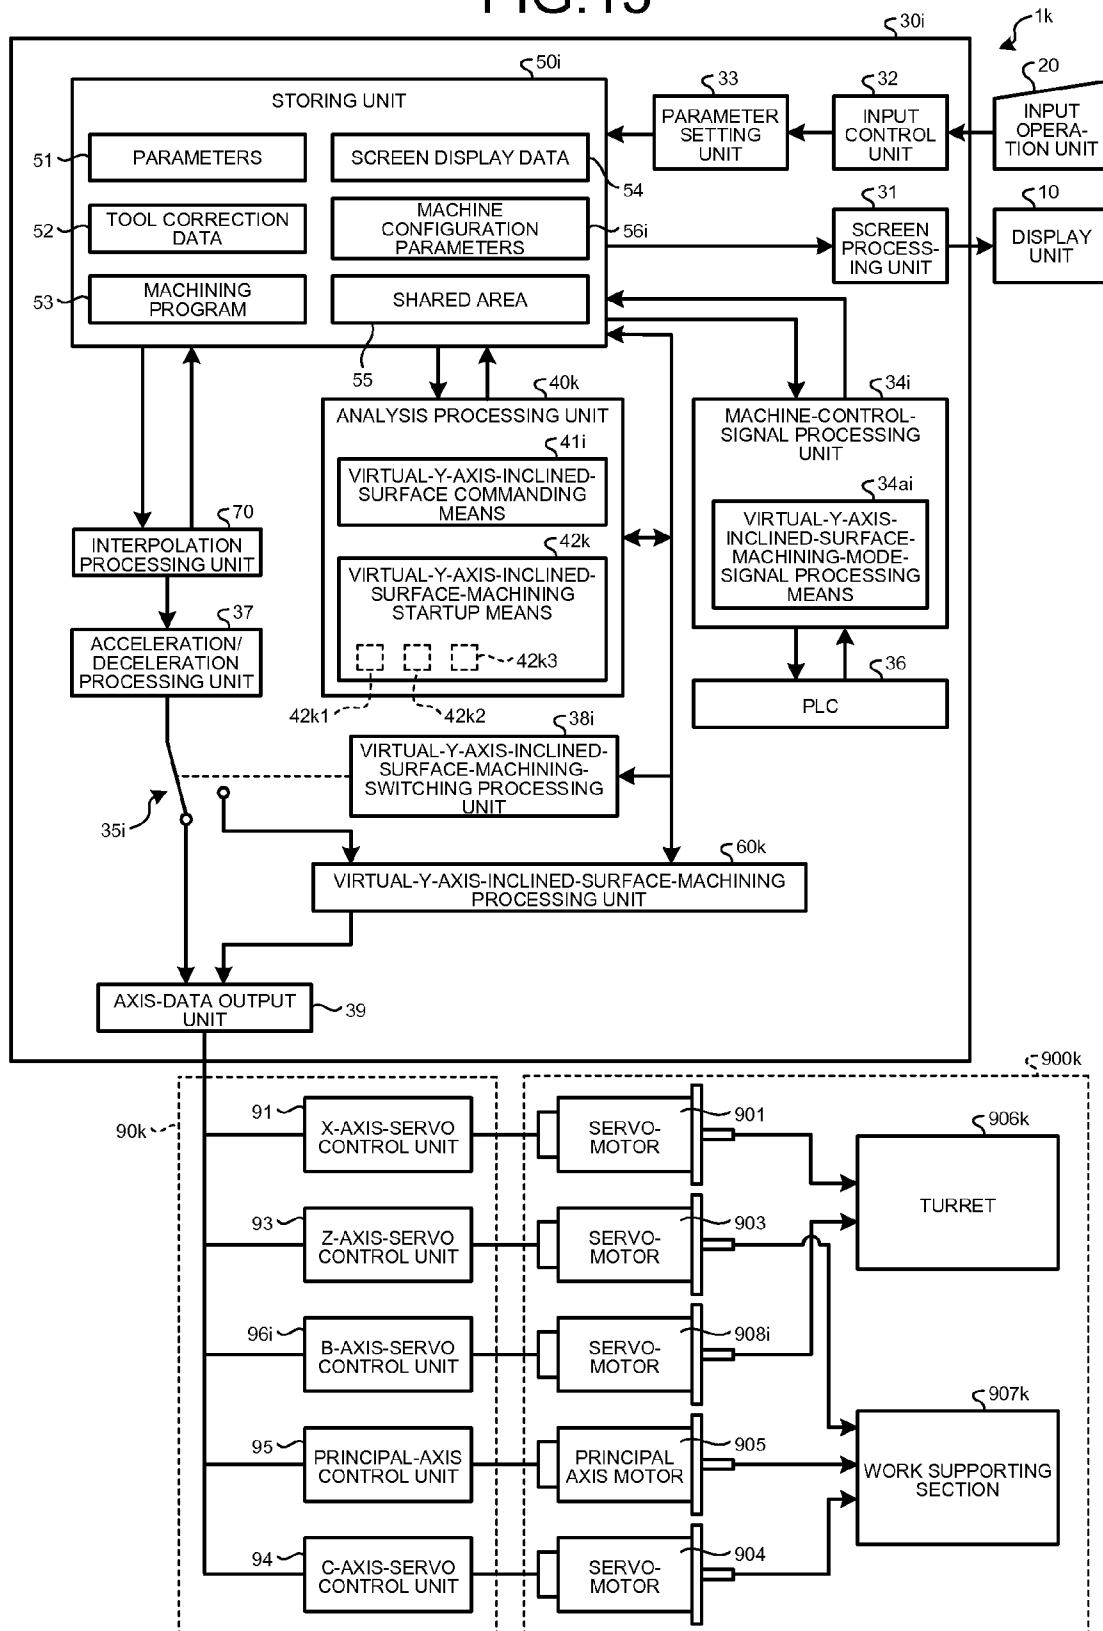 FIG.15
1k
30i
50i
STORING UNIT
51
PARAMETERS
SCREEN DISPLAY DATA
54
52
TOOL CORRECTION
DATA
MACHINE
CONFIGURATION
PARAMETERS
56i
53
MACHINING
PROGRAM
SHARED AREA
55
33
PARAMETER
SETTING
UNIT
32
INPUT
CONTROL
UNIT
20
INPUT
OPERA-
TION UNIT
31
SCREEN
PROCESS-
ING UNIT
10
DISPLAY
UNIT
40k
ANALYSIS PROCESSING UNIT
41i
VIRTUAL-Y-AXIS-INCLINED-
SURFACE COMMANDING
MEANS
42k
VIRTUAL-Y-AXIS-INCLINED-
SURFACE-MACHINING
STARTUP MEANS
42k3
42k1
42k2
34i
MACHINE-CONTROL-
SIGNAL PROCESSING
UNIT
34ai
VIRTUAL-Y-AXIS-
INCLINED-SURFACE-
MACHINING-MODE-
SIGNAL PROCESSING
MEANS
36
PLC
70
INTERPOLATION
PROCESSING UNIT
37
ACCELERATION/
DECELERATION
PROCESSING UNIT
38i
VIRTUAL-Y-AXIS-INCLINED-
SURFACE-MACHINING-
SWITCHING PROCESSING
UNIT
35i
60k
VIRTUAL-Y-AXIS-INCLINED-SURFACE-MACHINING
PROCESSING UNIT
AXIS-DATA OUTPUT
UNIT
39
90k
900k
91
X-AXIS-SERVO
CONTROL UNIT
SERVO-
MOTOR
901
906k
TURRET
93
Z-AXIS-SERVO
CONTROL UNIT
SERVO-
MOTOR
903
96i
B-AXIS-SERVO
CONTROL UNIT
SERVO-
MOTOR
908i
95
PRINCIPAL-AXIS
CONTROL UNIT
PRINCIPAL
AXIS MOTOR
905
907k
WORK SUPPORTING
SECTION
94
C-AXIS-SERVO
CONTROL UNIT
SERVO-
MOTOR
904